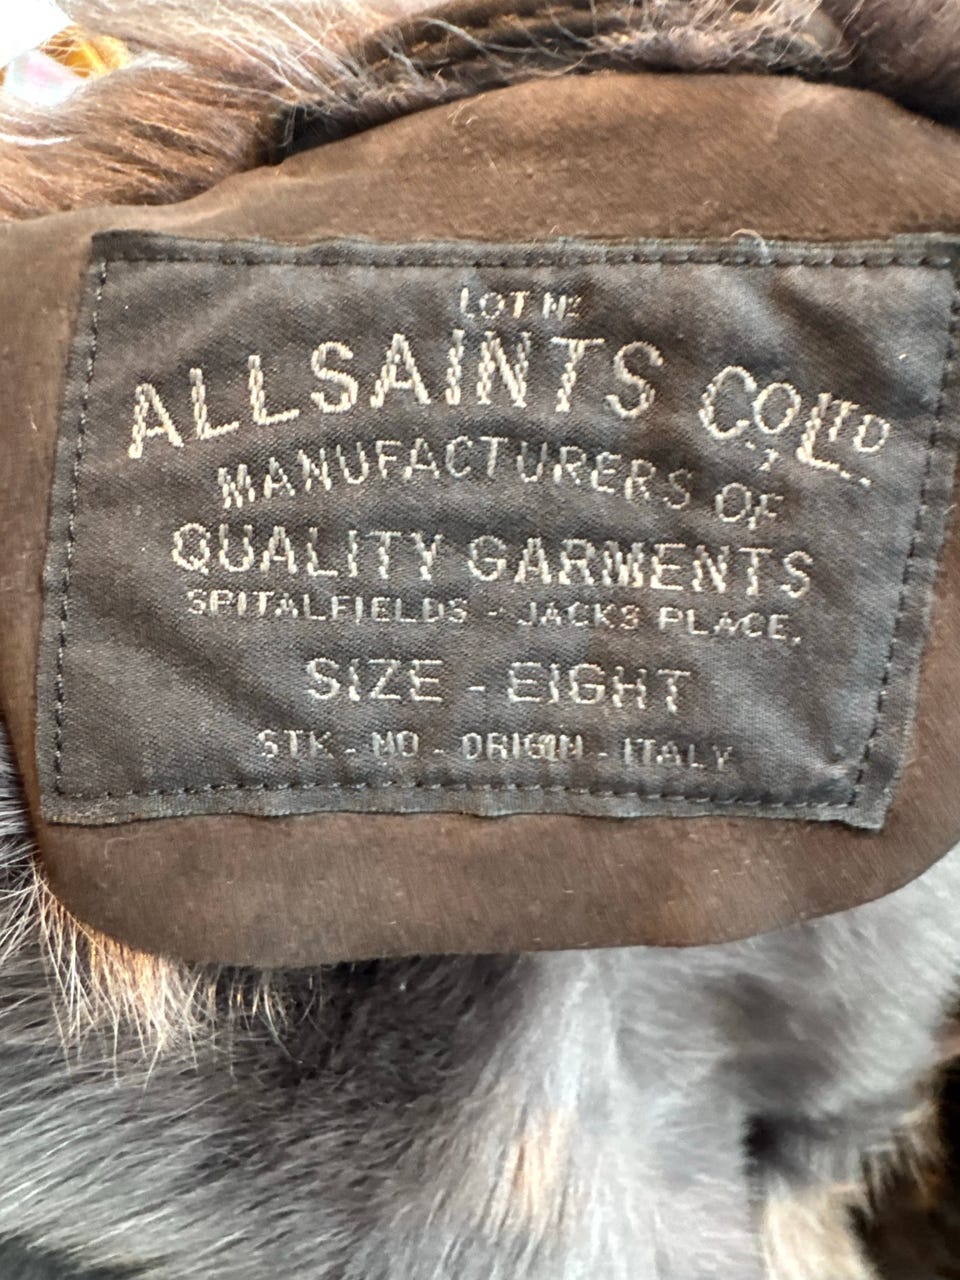 LOT Nº
ALLSAINTS Co LTD
MANUFACTURERS OF
QUALITY GARMENTS
SPITALFIELDS - JACKS PLACE.
SIZE - EIGHT
STK - NO - ORIGIN - ITALY